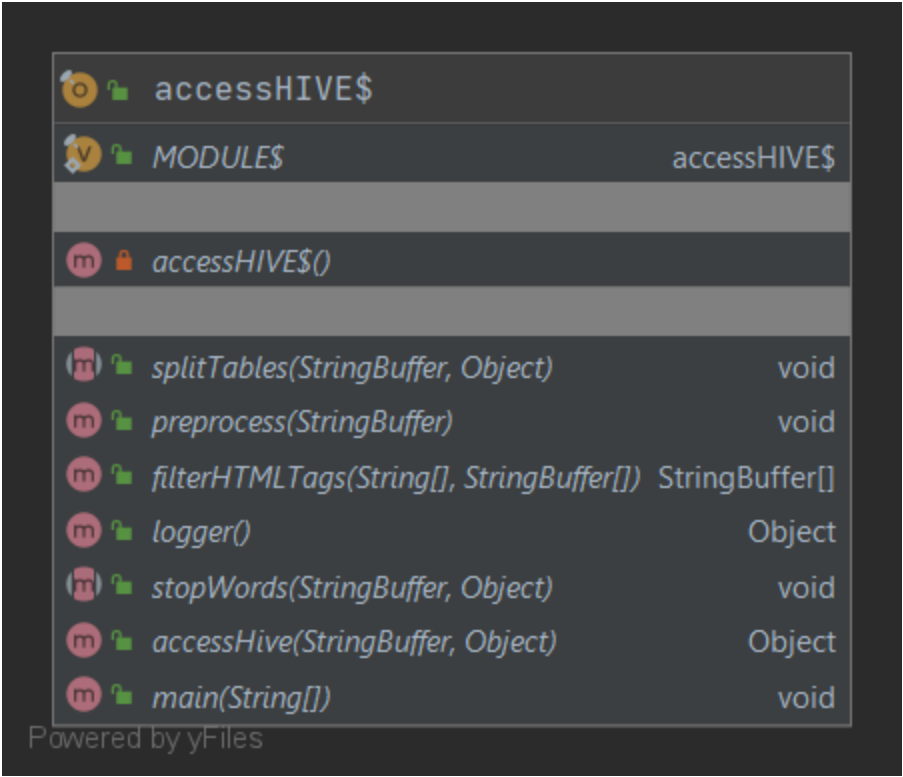 accessHIVE$
MODULE$ accessHIVE$
accessHIVE$()
splitTables(StringBuffer, Object) void
preprocess(StringBuffer) void
filterHTMLTags(String[], StringBuffer[]) StringBuffer[]
logger() Object
stopWords(StringBuffer, Object) void
accessHive(StringBuffer, Object) Object
main(String[]) void
Powered by yFiles